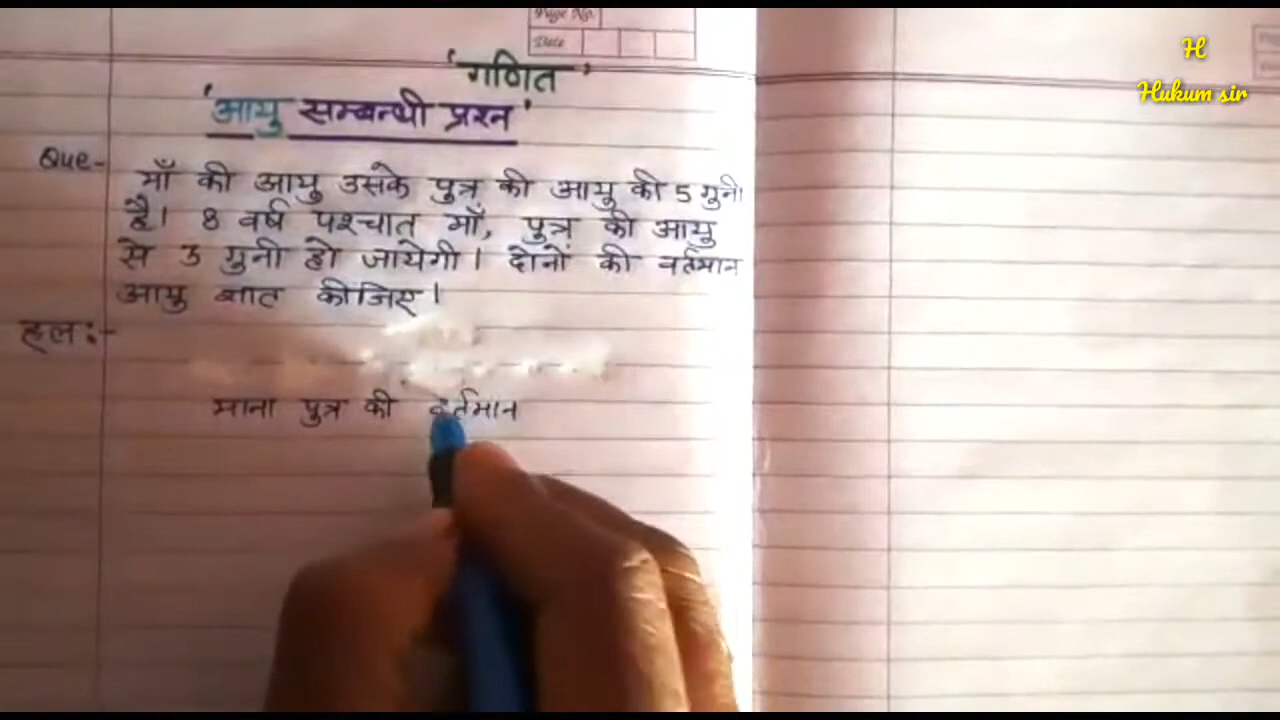 Page No.
Date
'गणित'
'आयु सम्बन्धी प्रश्न'
Que- माँ की आयु उसके पुत्र की आयु की 5 गुनी
है। 8 वर्ष पश्चात माँ, पुत्र की आयु
से 3 गुनी हो जायेगी। दोनों की वर्तमान
आयु ज्ञात कीजिए।
हल:-
माना पुत्र की वर्तमान
H
Hukum sir